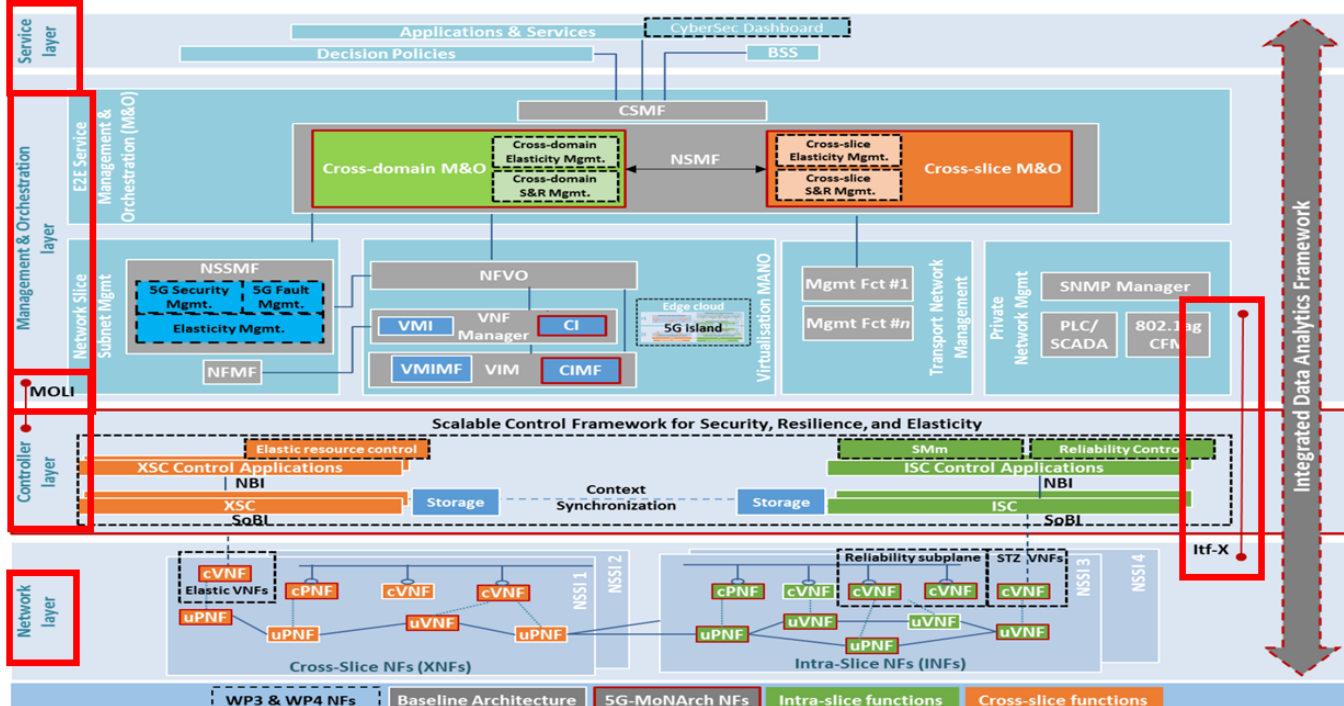 Service
layer
Applications & Services
CyberSec Dashboard
Decision Policies
BSS
Management & Orchestration
layer
E2E Service
Management &
Orchestration (M&O)
CSMF
Cross-domain M&O
Cross-domain
Elasticity Mgmt.
Cross-domain
S&R Mgmt.
NSMF
Cross-slice
Elasticity Mgmt.
Cross-slice
S&R Mgmt.
Cross-slice M&O
Network Slice
Subnet Mgmt
NSSMF
5G Security
Mgmt.
5G Fault
Mgmt.
Elasticity Mgmt.
NFMF
NFVO
VMI
VNF
Manager
CI
VMIMF
VIM
CIMF
Edge cloud
5G island
Virtualisation MANO
Mgmt Fct #1
Mgmt Fct #n
Transport Network
Management
Private
Network Mgmt
SNMP Manager
PLC/
SCADA
802.1ag
CFM
Integrated Data Analytics Framework
MOLI
Controller
layer
Scalable Control Framework for Security, Resilience, and Elasticity
Elastic resource control
XSC Control Applications
NBI
XSC
SoBI
Storage
Context
Synchronization
Storage
SMm
Reliability Control
ISC Control Applications
NBI
ISC
SoBI
Itf-X
Network
layer
cVNF
Elastic VNFs
uPNF
cPNF
uPNF
cVNF
uVNF
cVNF
uPNF
NSSI 1
NSSI 2
Cross-Slice NFs (XNFs)
Reliability subplane
STZ VNFs
cPNF
cVNF
cVNF
cVNF
cVNF
uPNF
uVNF
uPNF
uVNF
uVNF
NSSI 3
NSSI 4
Intra-Slice NFs (INFs)
WP3 & WP4 NFs
Baseline Architecture
5G-MoNArch NFs
Intra-slice functions
Cross-slice functions